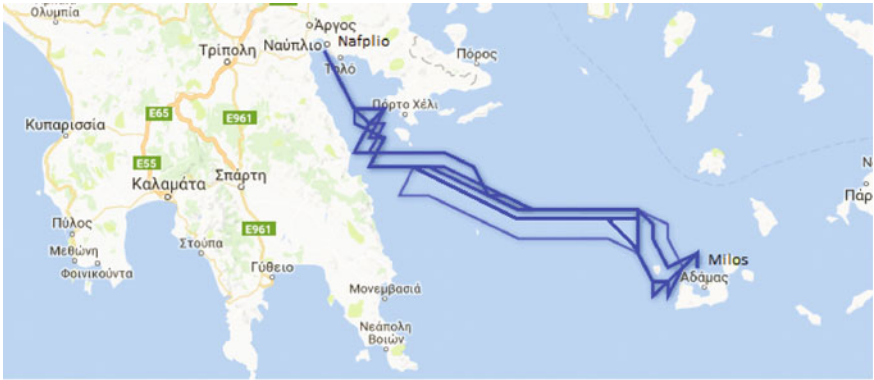 Ολυμπία
Άργος
Ναύπλιο Nafplio
Τρίπολη
Τολό
Πόρος
Πόρτο Χέλι
E65
E961
Κυπαρισσία
E55
Σπάρτη
Καλαμάτα
Πύλος
E961
Στούπα
Μεθώνη
Φοινικούντα
Γύθειο
Milos
Αδάμας
Μονεμβασιά
Νεάπολη
Βοιών